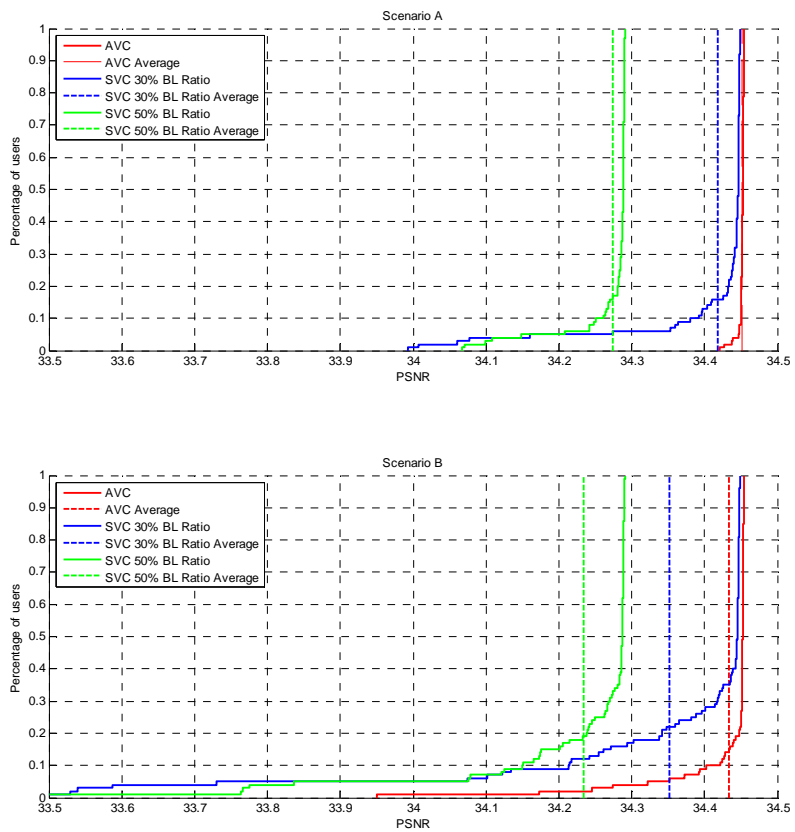 Scenario A
AVC
AVC Average
SVC 30% BL Ratio
SVC 30% BL Ratio Average
SVC 50% BL Ratio
SVC 50% BL Ratio Average
Percentage of users
1
0.9
0.8
0.7
0.6
0.5
0.4
0.3
0.2
0.1
0
33.5 33.6 33.7 33.8 33.9 34 34.1 34.2 34.3 34.4 34.5
PSNR
Scenario B
AVC
AVC Average
SVC 30% BL Ratio
SVC 30% BL Ratio Average
SVC 50% BL Ratio
SVC 50% BL Ratio Average
Percentage of users
1
0.9
0.8
0.7
0.6
0.5
0.4
0.3
0.2
0.1
0
33.5 33.6 33.7 33.8 33.9 34 34.1 34.2 34.3 34.4 34.5
PSNR